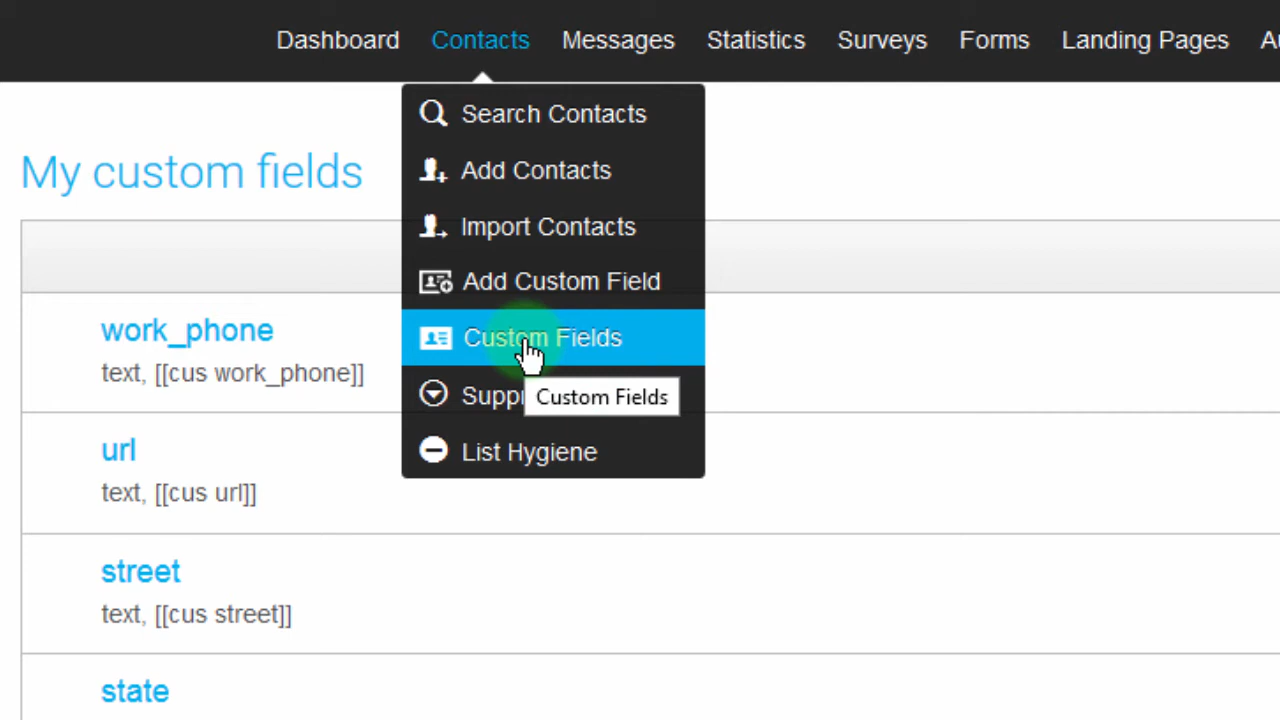 Dashboard Contacts Messages Statistics Surveys Forms Landing Pages
Search Contacts
Add Contacts
My custom fields
Import Contacts
Add Custom Field
work_phone
Custom Fields
text, [[cus work_phone]]
Custom Fields
url
List Hygiene
text, [[cus url]]
street
text, [[cus street]]
state